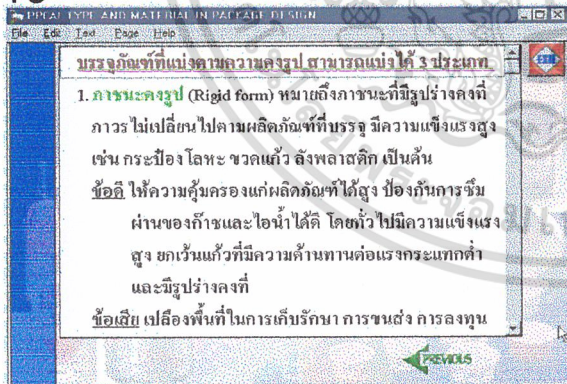 PPCAI TYPE AND MATERIAL IN PACKAGE DESIGN
File Edit Text Page Help
บรรจุภัณฑ์ที่แบ่งตามความคงรูป สามารถแบ่งได้ 3 ประเภท
1. ภาชนะคงรูป (Rigid form) หมายถึงภาชนะที่มีรูปร่างคงที่
ภาวร ไม่เปลี่ยนไปตามผลิตภัณฑ์ที่บรรจุ มีความแข็งแรงสูง
เช่น กระป๋องโลหะ ขวดแก้ว ลังพลาสติก เป็นต้น
ข้อดี ให้ความคุ้มครองแก่ผลิตภัณฑ์ได้สูง ป้องกันการซึม
ผ่านของก๊าซและไอน้ำได้ดี โดยทั่วไปมีความแข็งแรง
สูง ยกเว้นแก้วที่มีความต้านทานต่อแรงกระแทกต่ำ
และมีรูปร่างคงที่
ข้อเสีย เปลืองพื้นที่ในการเก็บรักษา การขนส่ง การลงทุน
PREVIOUS